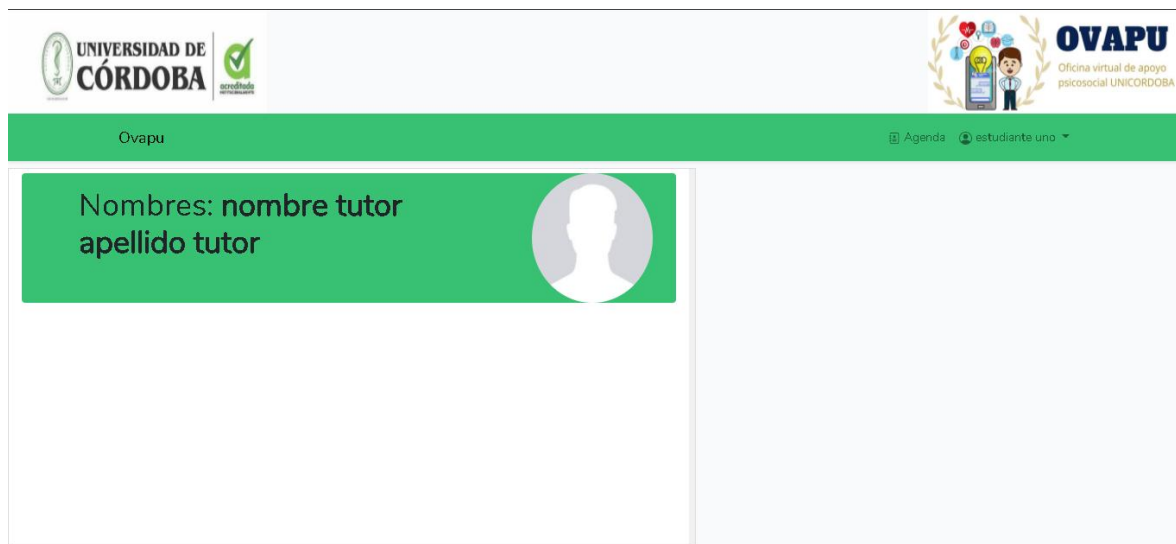 UNIVERSIDAD DE
CÓRDOBA
acreditada
OVAPU
Oficina virtual de apoyo
psicosocial UNICORDOBA
Ovapu
Agenda
estudiante uno
Nombres: nombre tutor
apellido tutor